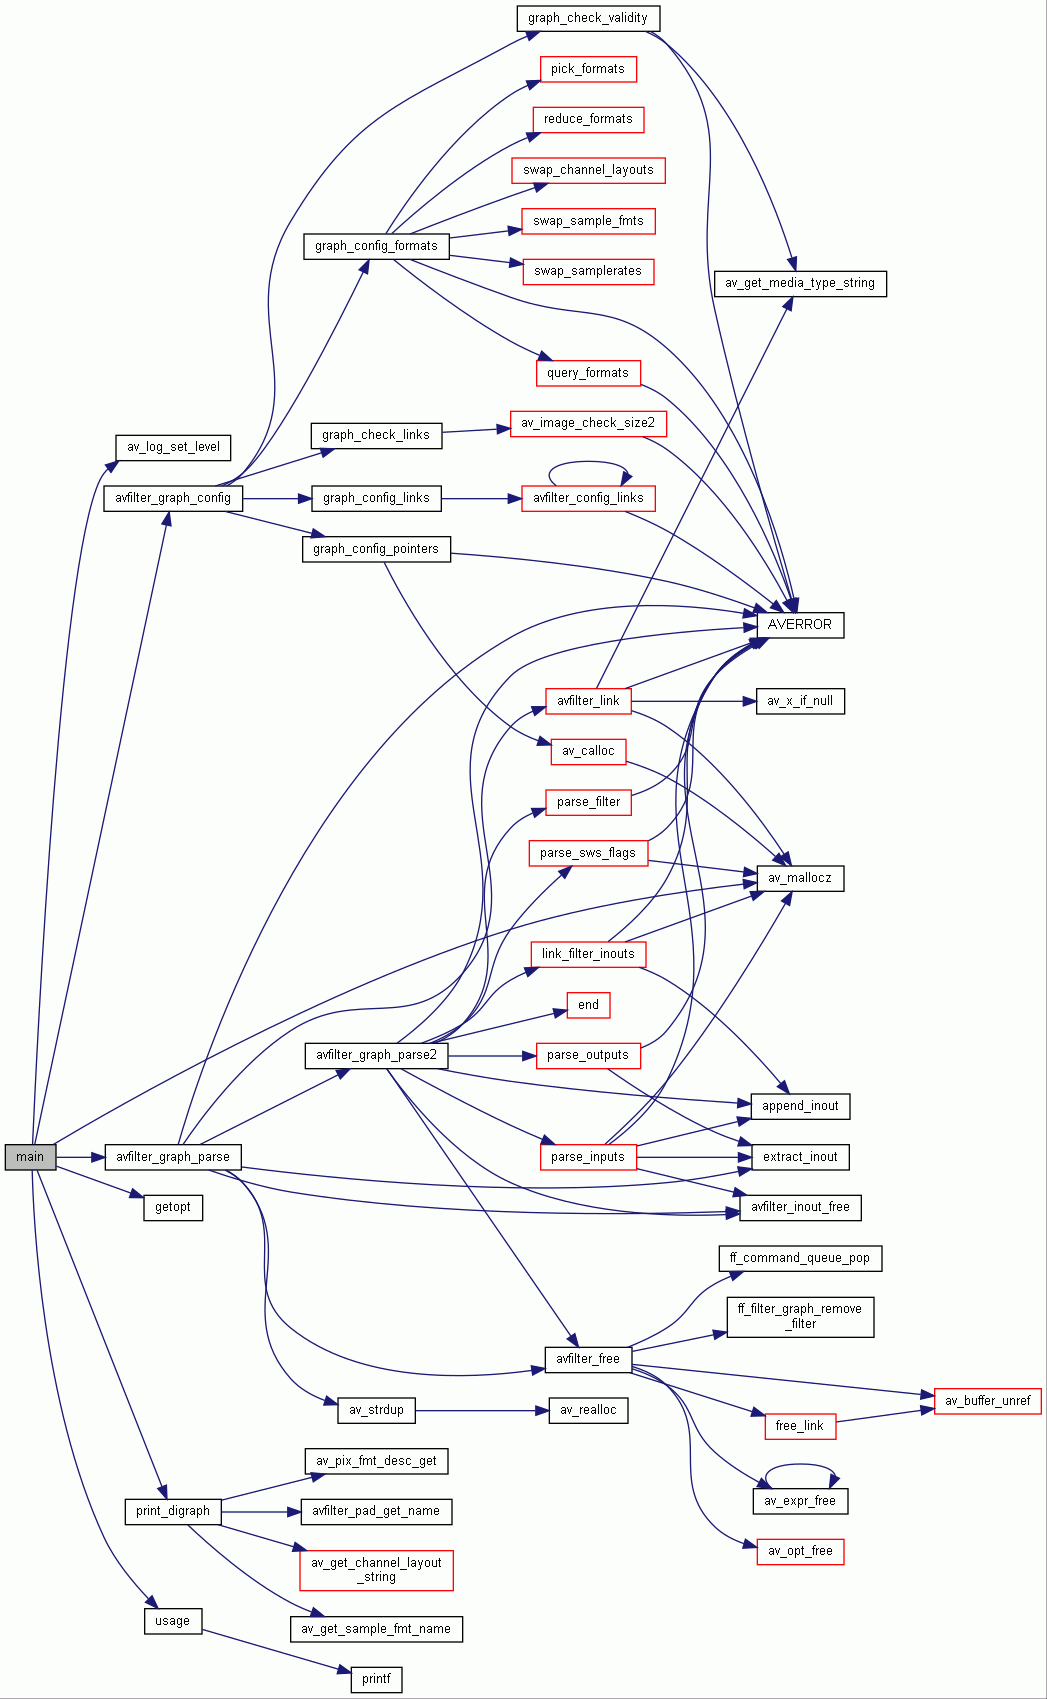 graph_check_validity
pick_formats
reduce_formats
swap_channel_layouts
swap_sample_fmts
graph_config_formats
swap_samplerates
av_get_media_type_string
query_formats
av_image_check_size2
graph_check_links
av_log_set_level
avfilter_graph_config
graph_config_links
avfilter_config_links
graph_config_pointers
AVERROR
avfilter_link
av_x_if_null
av_calloc
parse_filter
parse_sws_flags
av_mallocz
link_filter_inouts
end
avfilter_graph_parse2
parse_outputs
append_inout
main
avfilter_graph_parse
parse_inputs
extract_inout
getopt
avfilter_inout_free
ff_command_queue_pop
ff_filter_graph_remove
_filter
avfilter_free
av_buffer_unref
av_strdup
av_realloc
free_link
av_pix_fmt_desc_get
av_expr_free
print_digraph
avfilter_pad_get_name
av_opt_free
av_get_channel_layout
_string
usage
av_get_sample_fmt_name
printf